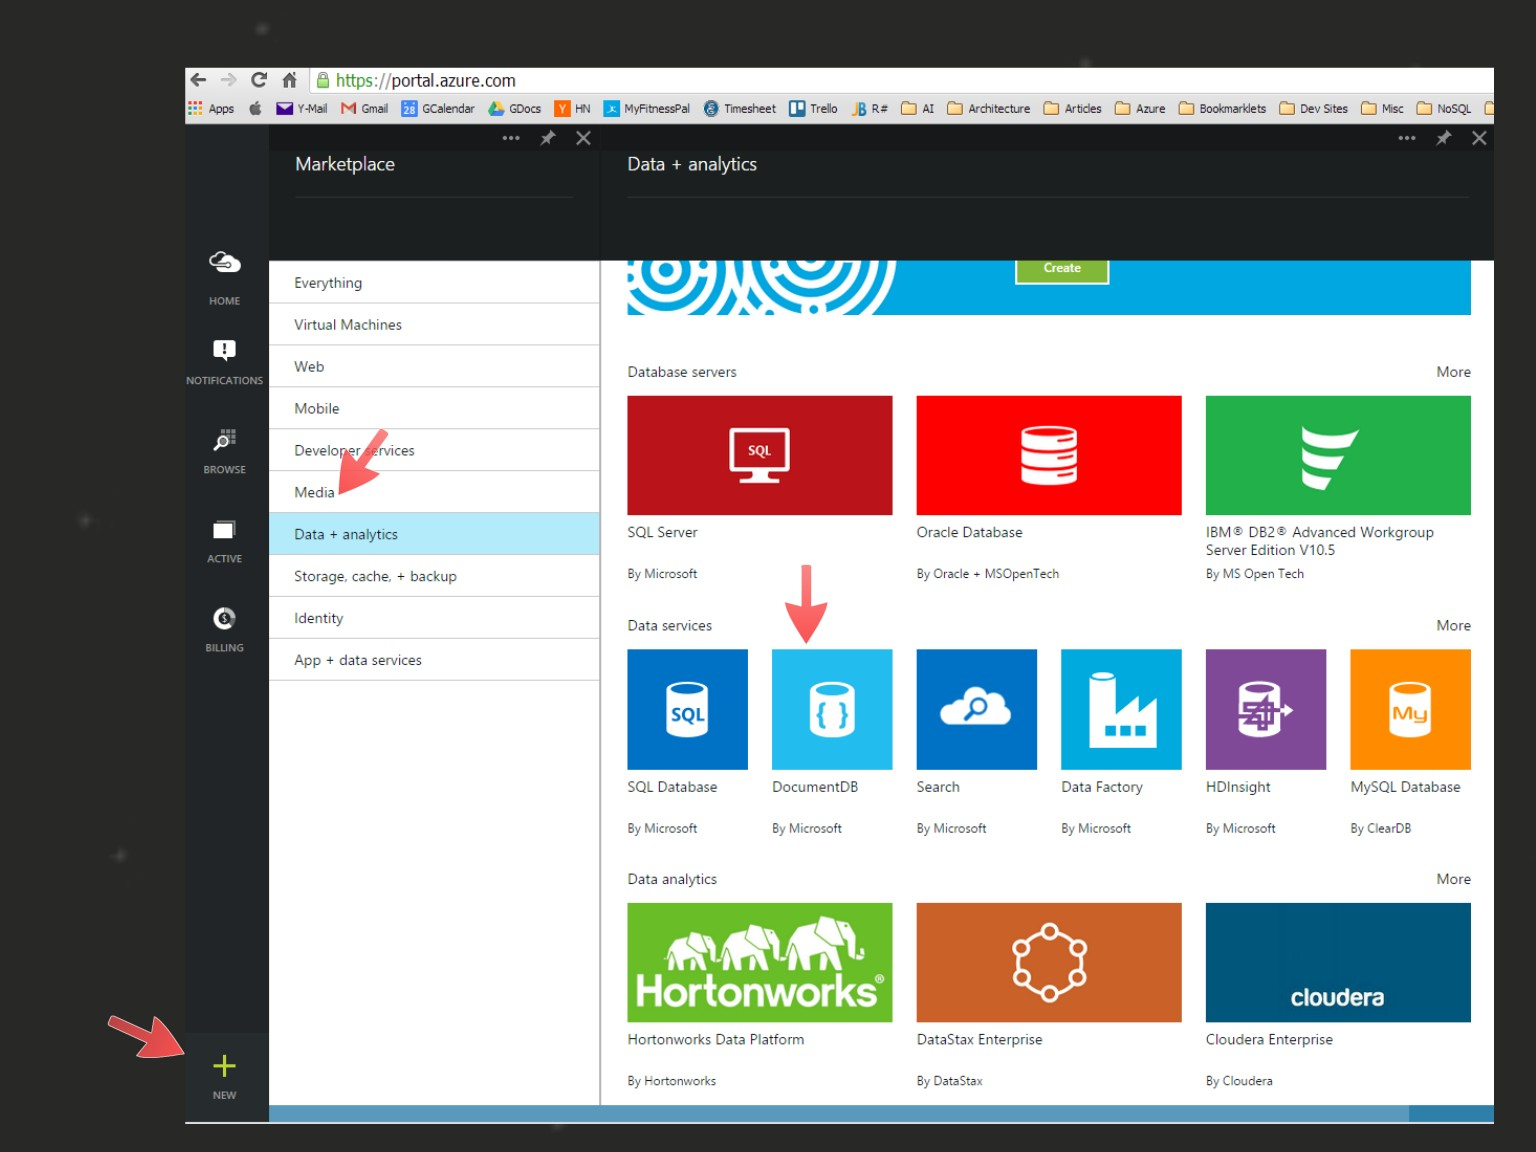 https://portal.azure.com
Apps Y-Mail Gmail 28 GCalendar GDocs Y HN MyFitnessPal Timesheet Trello JB R# AI Architecture Articles Azure Bookmarklets Dev Sites Misc NoSQL
Marketplace
Data + analytics
HOME
NOTIFICATIONS
BROWSE
ACTIVE
BILLING
NEW
Everything
Virtual Machines
Web
Mobile
Developer services
Media
Data + analytics
Storage, cache, + backup
Identity
App + data services
Create
Database servers More
SQL
SQL Server Oracle Database IBM® DB2® Advanced Workgroup
Server Edition V10.5
By Microsoft By Oracle + MSOpenTech By MS Open Tech
Data services More
SQL { } My
SQL Database DocumentDB Search Data Factory HDInsight MySQL Database
By Microsoft By Microsoft By Microsoft By Microsoft By Microsoft By ClearDB
Data analytics More
Hortonworks® cloudera
Hortonworks Data Platform DataStax Enterprise Cloudera Enterprise
By Hortonworks By DataStax By Cloudera